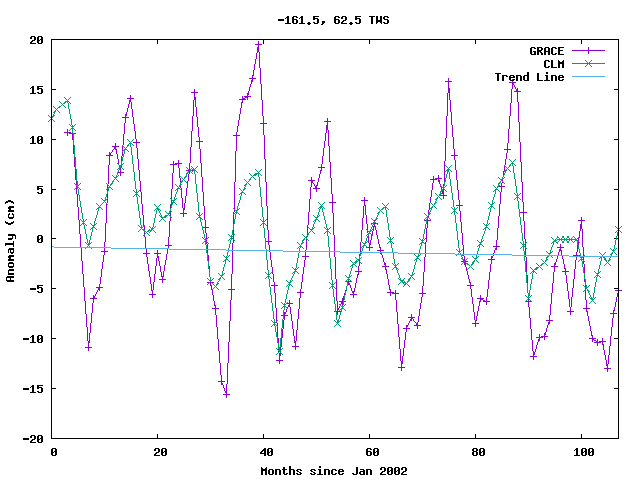 -161.5, 62.5 TWS
GRACE
CLM
Trend Line
Anomaly (cm)
20
15
10
5
0
-5
-10
-15
-20
0 20 40 60 80 100
Months since Jan 2002